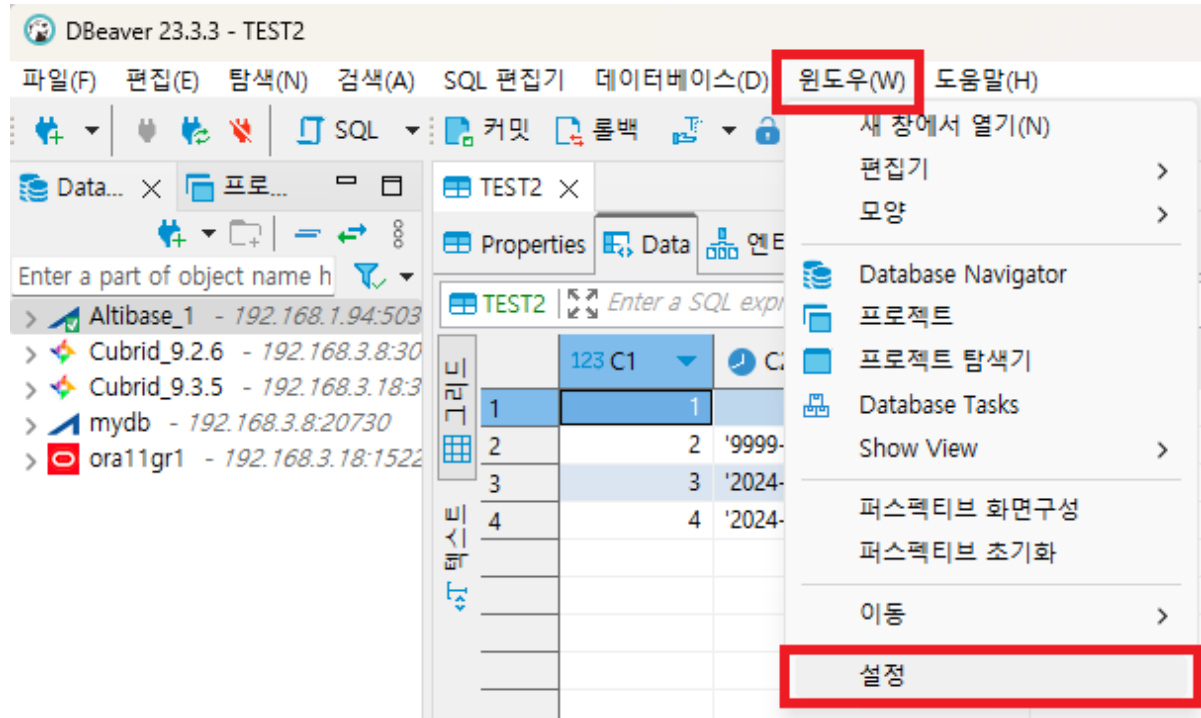 DBeaver 23.3.3 - TEST2
파일(F) 편집(E) 탐색(N) 검색(A) SQL 편집기 데이터베이스(D) 윈도우(W) 도움말(H)
SQL 커밋 롤백
Data... 프로...
Enter a part of object name h
Altibase_1 - 192.168.1.94:503
Cubrid_9.2.6 - 192.168.3.8:30
Cubrid_9.3.5 - 192.168.3.18:3
mydb - 192.168.3.8:20730
ora11gr1 - 192.168.3.18:1522
TEST2
Properties Data 엔트
TEST2 Enter a SQL expr
그리드
텍스트
123 C1
1 1
2 2 '9999-
3 3 '2024-
4 4 '2024-
새 창에서 열기(N)
편집기
모양
Database Navigator
프로젝트
프로젝트 탐색기
Database Tasks
Show View
퍼스펙티브 화면구성
퍼스펙티브 초기화
이동
설정